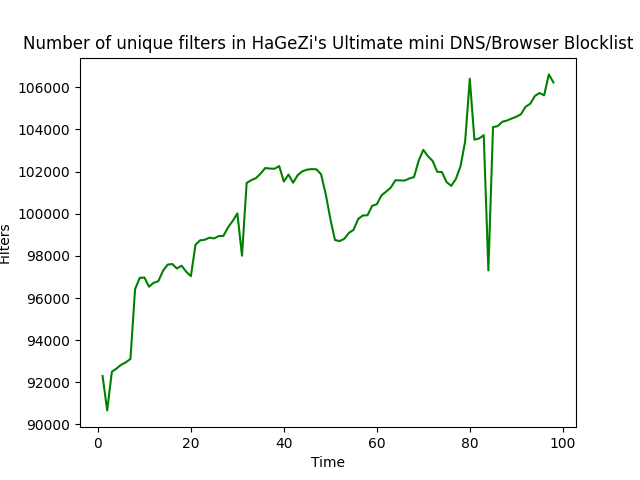 Number of unique filters in HaGeZi's Ultimate mini DNS/Browser Blocklist
106000
104000
102000
100000
98000
96000
94000
92000
90000
Filters
0 20 40 60 80 100
Time